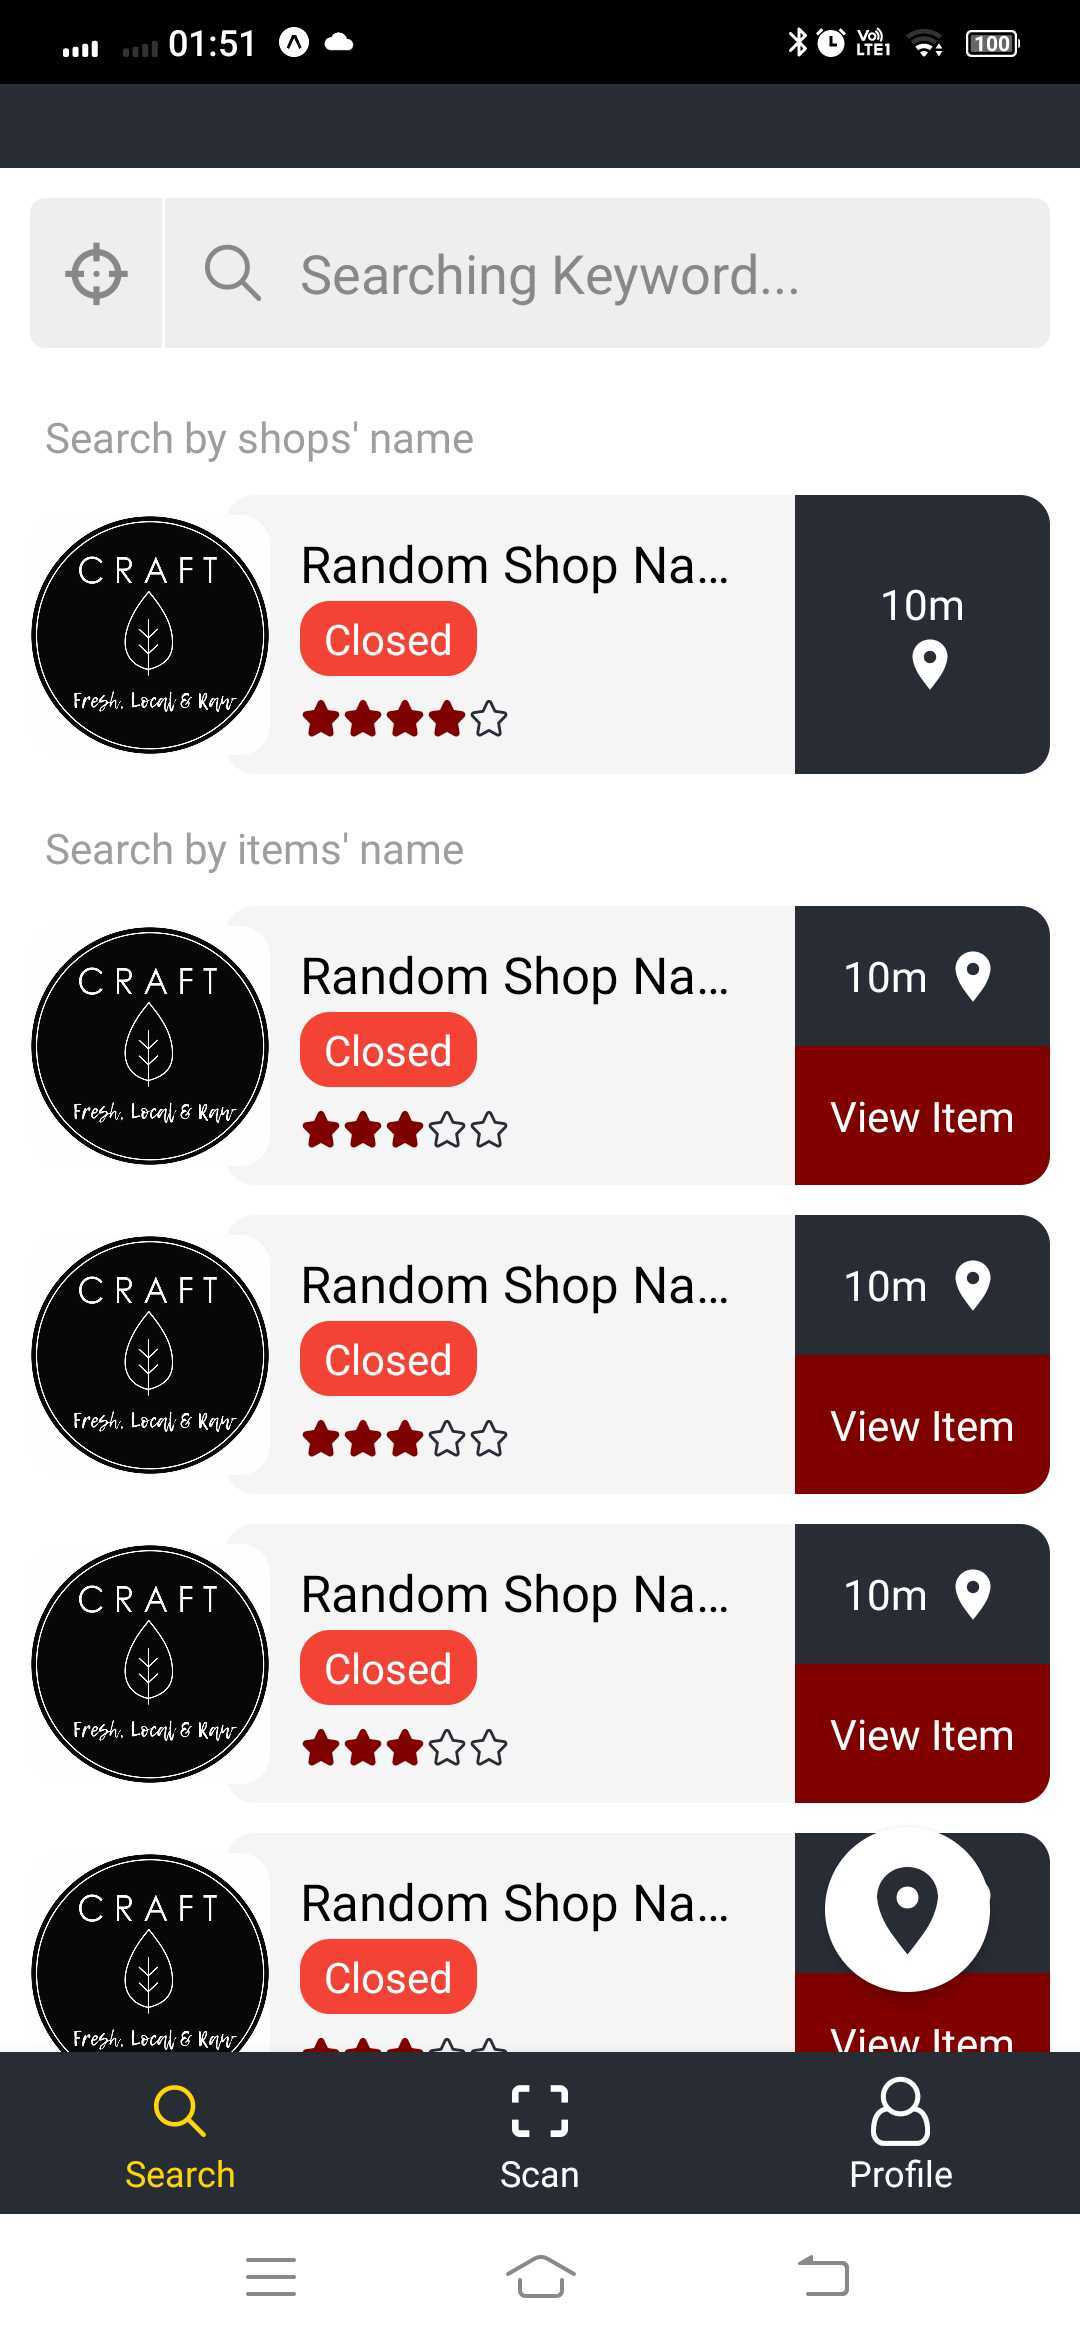 01:51
Vo))
LTE1
100
Searching Keyword...
Search by shops' name
CRAFT
Fresh, Local & Raw
Random Shop Na...
Closed
10m
Search by items' name
CRAFT
Fresh, Local & Raw
Random Shop Na...
Closed
10m
View Item
CRAFT
Fresh, Local & Raw
Random Shop Na...
Closed
10m
View Item
CRAFT
Fresh, Local & Raw
Random Shop Na...
Closed
10m
View Item
CRAFT
Fresh, Local & Raw
Random Shop Na...
Closed
View Item
Search
Scan
Profile